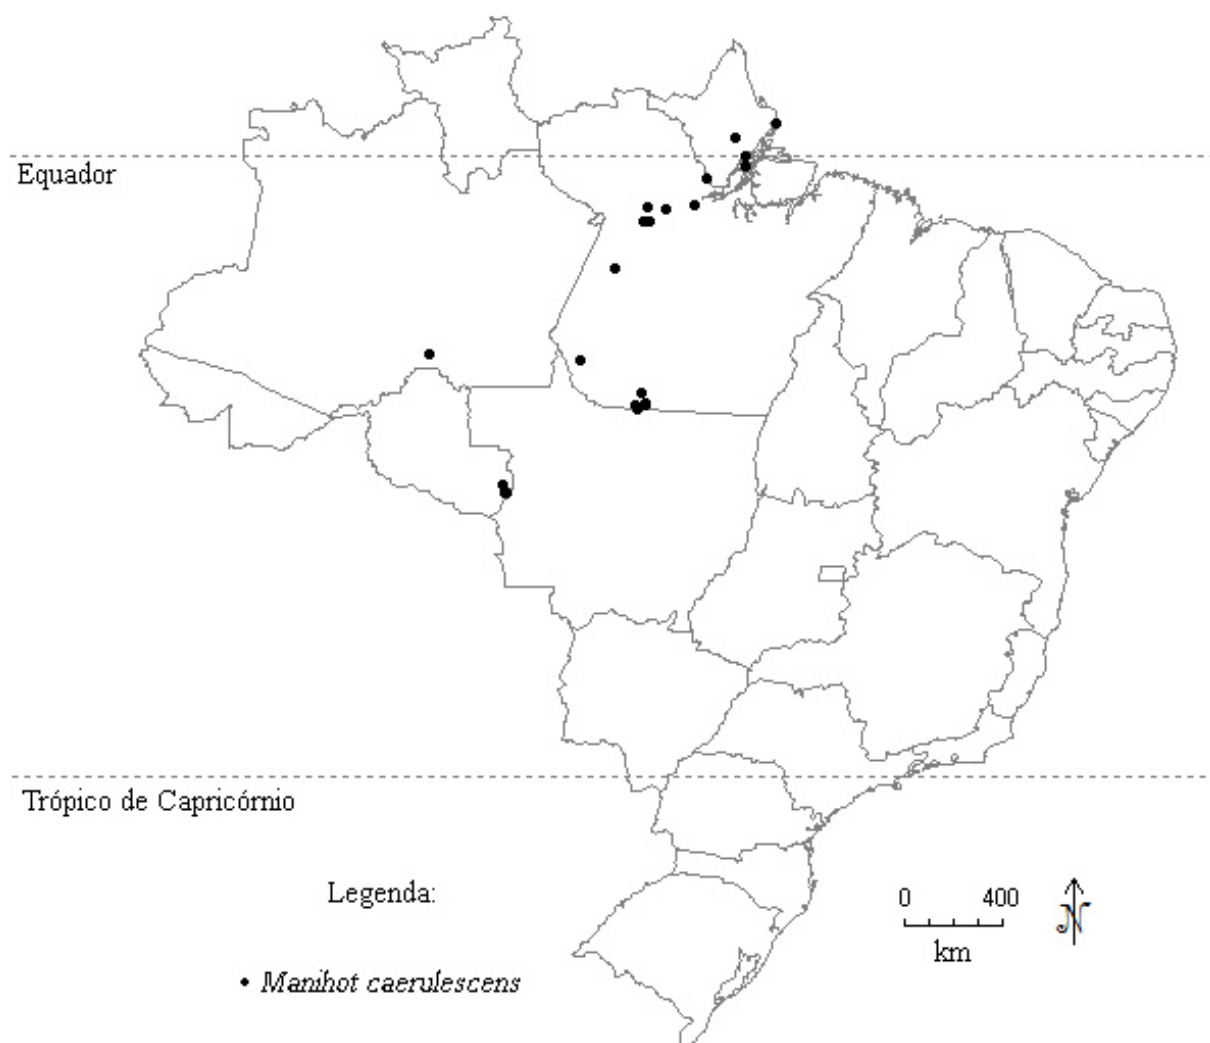 Equador
Trópico de Capricórnio
Legenda:
0 400
km
N
• Manihot caerulescens